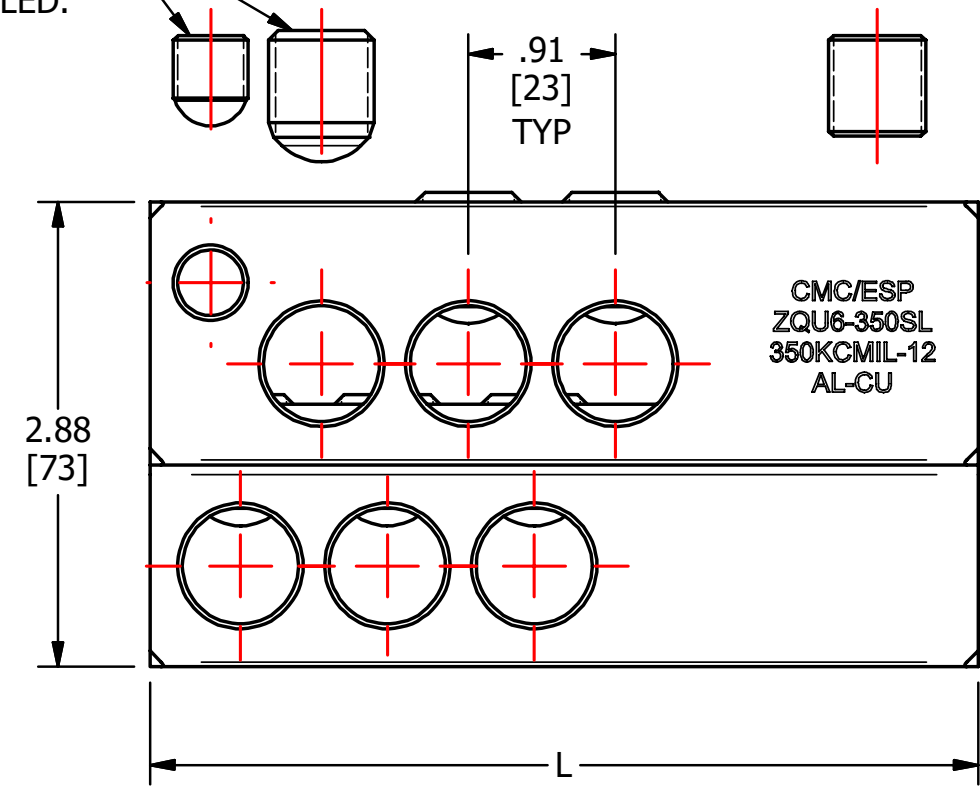 LED.
.91
[23]
TYP
CMC/ESP
ZQU6-350SL
350KCMIL-12
AL-CU
2.88
[73]
L